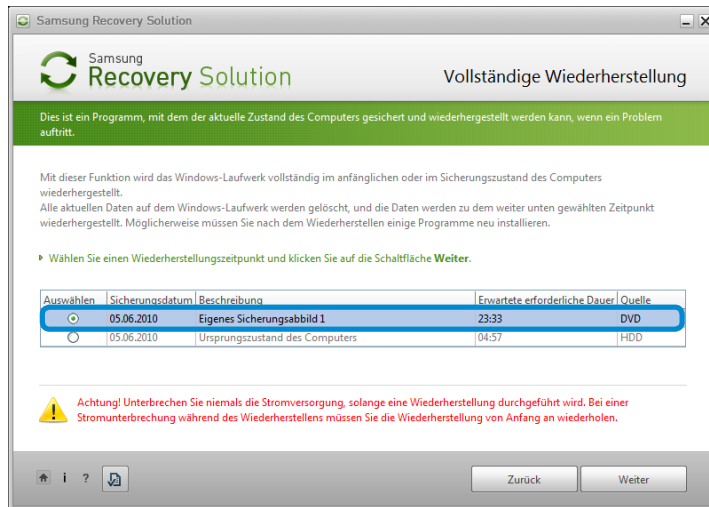 Samsung Recovery Solution
Samsung
Recovery Solution
Vollständige Wiederherstellung
Dies ist ein Programm, mit dem der aktuelle Zustand des Computers gesichert und wiederhergestellt werden kann, wenn ein Problem
auftritt.
Mit dieser Funktion wird das Windows-Laufwerk vollständig im anfänglichen oder im Sicherungszustand des Computers
wiederhergestellt.
Alle aktuellen Daten auf dem Windows-Laufwerk werden gelöscht, und die Daten werden zu dem weiter unten gewählten Zeitpunkt
wiederhergestellt. Möglicherweise müssen Sie nach dem Wiederherstellen einige Programme neu installieren.
Wählen Sie einen Wiederherstellungszeitpunkt und klicken Sie auf die Schaltfläche Weiter.
Auswählen Sicherungsdatum Beschreibung Erwartete erforderliche Dauer Quelle
05.06.2010 Eigenes Sicherungsabbild 1 23:33 DVD
05.06.2010 Ursprungszustand des Computers 04:57 HDD
Achtung! Unterbrechen Sie niemals die Stromversorgung, solange eine Wiederherstellung durchgeführt wird. Bei einer
Stromunterbrechung während des Wiederherstellens müssen Sie die Wiederherstellung von Anfang an wiederholen.
i ? Zurück Weiter